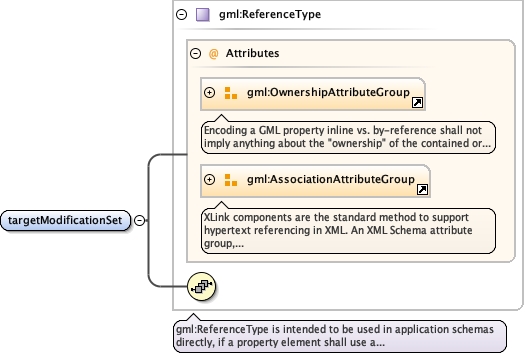 gml:ReferenceType
@ Attributes
gml:OwnershipAttributeGroup
Encoding a GML property inline vs. by-reference shall not
imply anything about the "ownership" of the contained or...
gml:AssociationAttributeGroup
XLink components are the standard method to support
hypertext referencing in XML. An XML Schema attribute
group,...
targetModificationSet
gml:ReferenceType is intended to be used in application schemas
directly, if a property element shall use a...